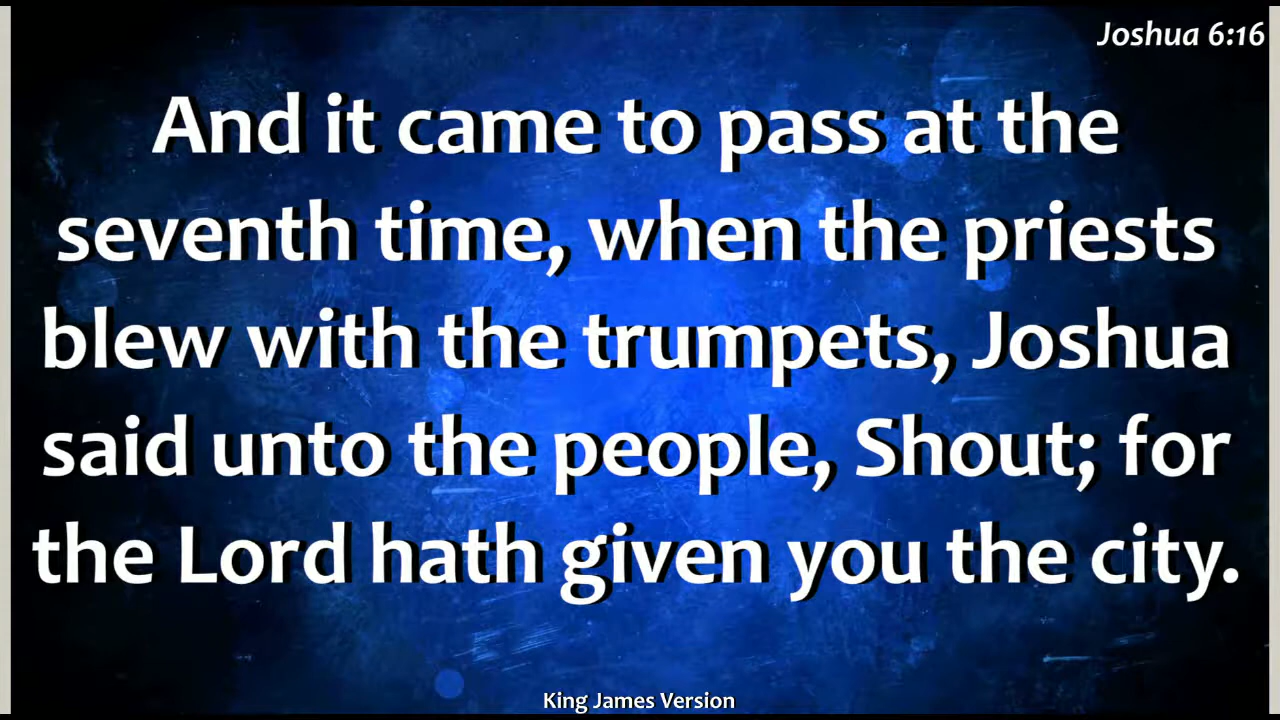 Joshua 6:16
And it came to pass at the
seventh time, when the priests
blew with the trumpets, Joshua
said unto the people, Shout; for
the Lord hath given you the city.
King James Version